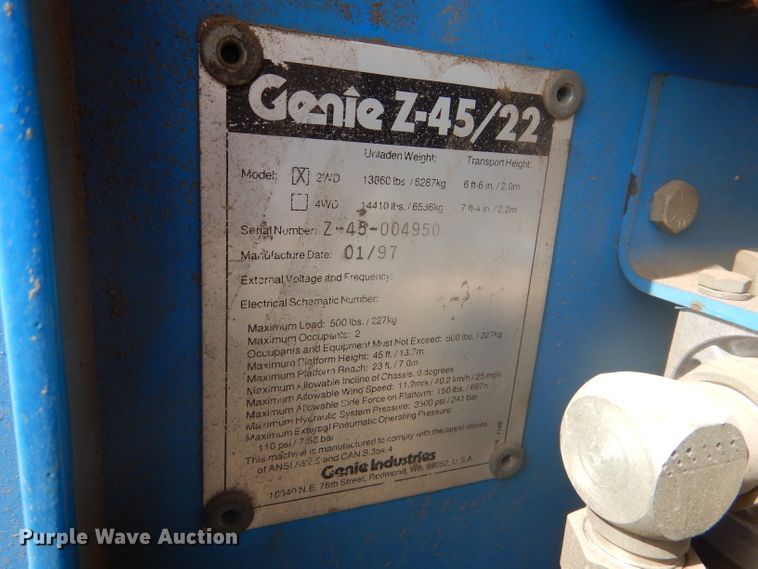 Genie Z-45/22
Unladen Weight: Transport Height:
Model: [X] 2WD 13860 lbs. / 6287kg 6 ft-6 in. / 2.0m
4WD 14410 lbs. / 6536kg 7 ft-4 in. / 2.2m
Serial Number: Z-45-004950
Manufacture Date: 01/97
External Voltage and Frequency:
Electrical Schematic Number:
Maximum Load: 500 lbs. / 227kg
Maximum Occupants: 2
Occupants and Equipment Must Not Exceed: 500 lbs. / 227kg
Maximum Platform Height: 45 ft. / 13.7m
Maximum Platform Reach: 23 ft. / 7.0m
Maximum Allowable Incline of Chassis: 0 degrees
Maximum Allowable Wind Speed: 11.2m/s / 40.2 km/h / 25 mph
Maximum Allowable Side Force on Platform: 150 lbs. / 667n
Maximum Hydraulic System Pressure: 3500 psi / 241 bar
Maximum External Pneumatic Operating Pressure:
110 psi / 7.58 bar
This machine is manufactured to comply with the latest issues
of ANSI A92.5 and CAN B.354.4
Genie Industries
18340 N.E. 76th Street, Redmond, WA. 98052, U.S.A.
Purple Wave Auction